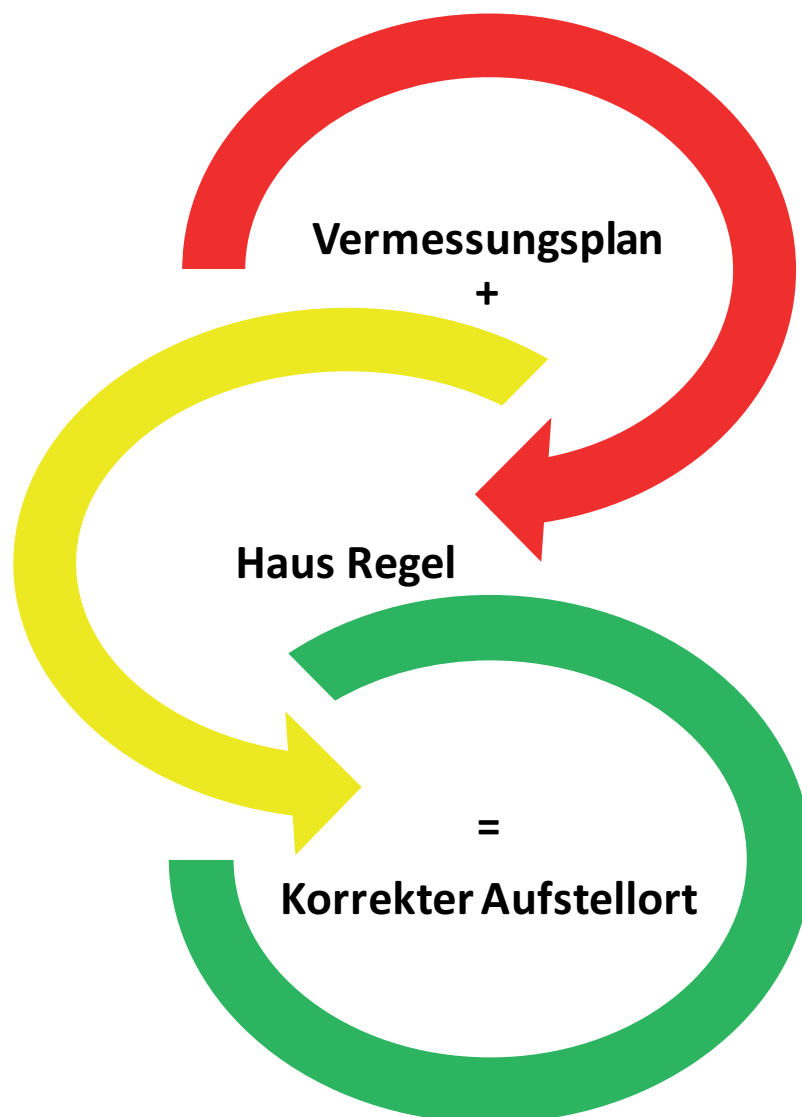 Vermessungsplan
+
Haus Regel
=
Korrekter Aufstellort